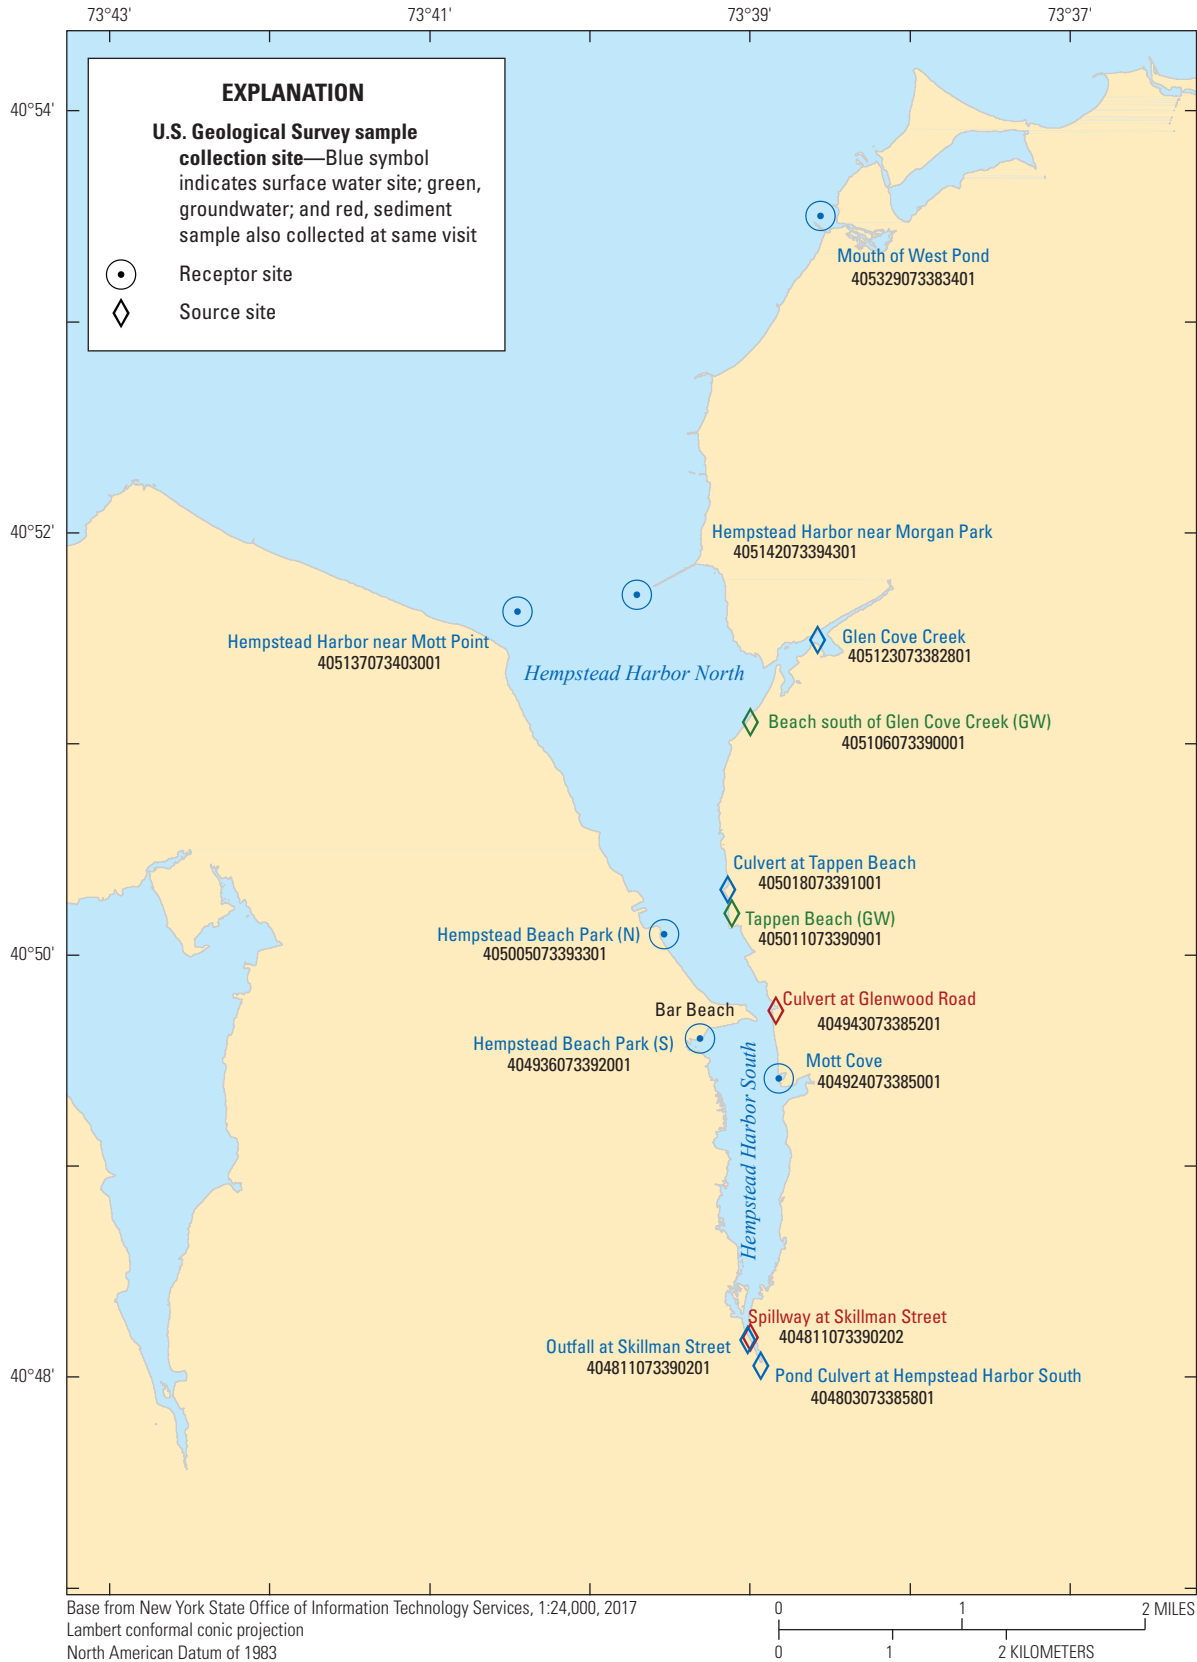 73°43'
73°41'
73°39'
73°37'
40°54'
40°52'
40°50'
40°48'
EXPLANATION
U.S. Geological Survey sample
collection site—Blue symbol
indicates surface water site; green,
groundwater; and red, sediment
sample also collected at same visit
Receptor site
Source site
Mouth of West Pond
405329073383401
Hempstead Harbor near Morgan Park
405142073394301
Hempstead Harbor near Mott Point
405137073403001
Glen Cove Creek
405123073382801
Hempstead Harbor North
Beach south of Glen Cove Creek (GW)
405106073390001
Culvert at Tappen Beach
405018073391001
Tappen Beach (GW)
405011073390901
Hempstead Beach Park (N)
405005073393301
Culvert at Glenwood Road
404943073385201
Bar Beach
Hempstead Beach Park (S)
404936073392001
Mott Cove
404924073385001
Hempstead Harbor South
Spillway at Skillman Street
404811073390202
Outfall at Skillman Street
404811073390201
Pond Culvert at Hempstead Harbor South
404803073385801
Base from New York State Office of Information Technology Services, 1:24,000, 2017
Lambert conformal conic projection
North American Datum of 1983
0 1 2 MILES
0 1 2 KILOMETERS